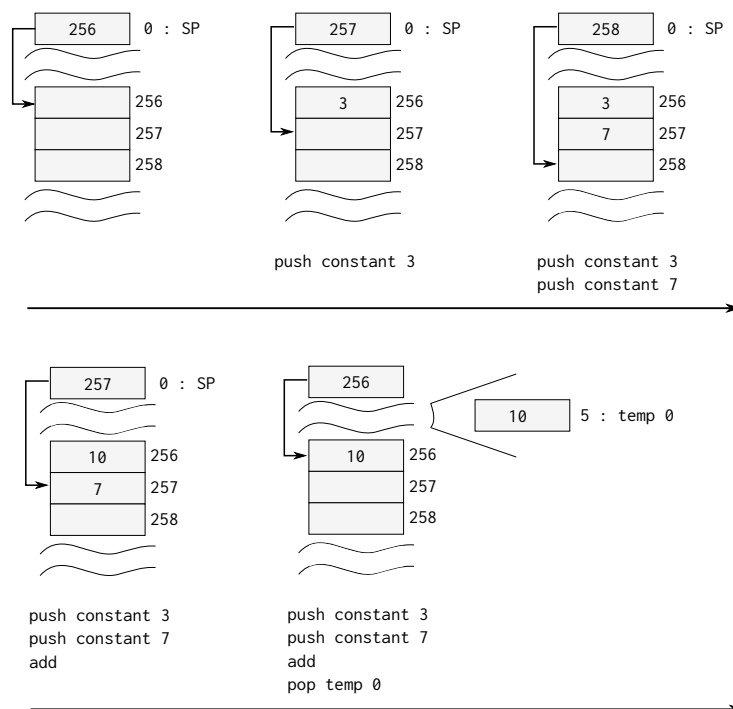 256 0 : SP
257 0 : SP
258 0 : SP
256
3 256
3 256
257
257
7 257
258
258
258
push constant 3
push constant 3
push constant 7
257 0 : SP
256
10 5 : temp 0
10 256
10 256
7 257
257
258
258
push constant 3
push constant 7
add
push constant 3
push constant 7
add
pop temp 0